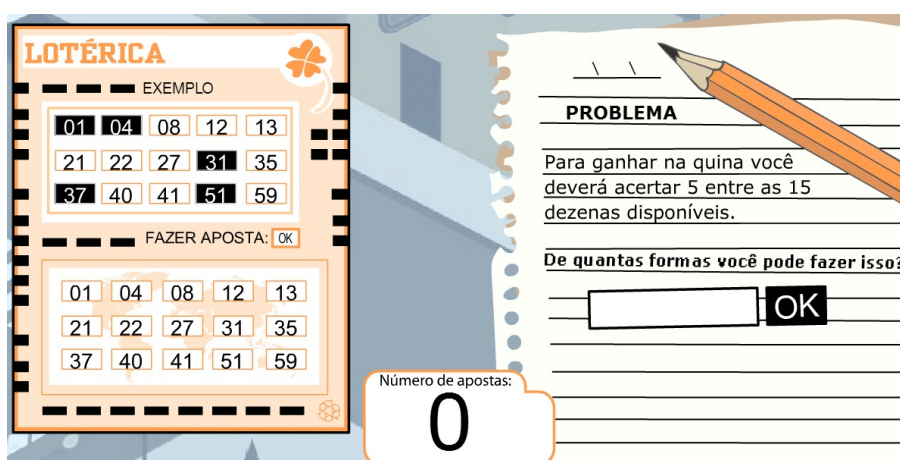 LOTÉRICA
EXEMPLO
01 04 08 12 13
21 22 27 31 35
37 40 41 51 59
FAZER APOSTA: OK
01 04 08 12 13
21 22 27 31 35
37 40 41 51 59
Número de apostas:
0
\ \
PROBLEMA
Para ganhar na quina você
deverá acertar 5 entre as 15
dezenas disponíveis.
De quantas formas você pode fazer isso?
OK